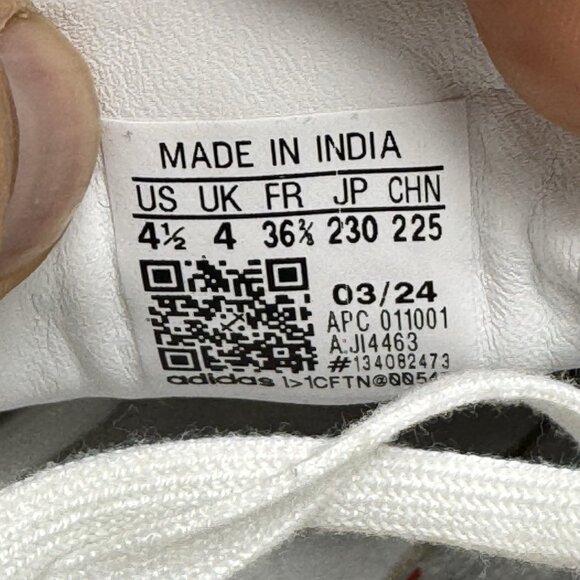 MADE IN INDIA
US UK FR JP CHN
4½ 4 36⅔ 230 225
03/24
APC 011001
A.JI4463
#134082473
adidas